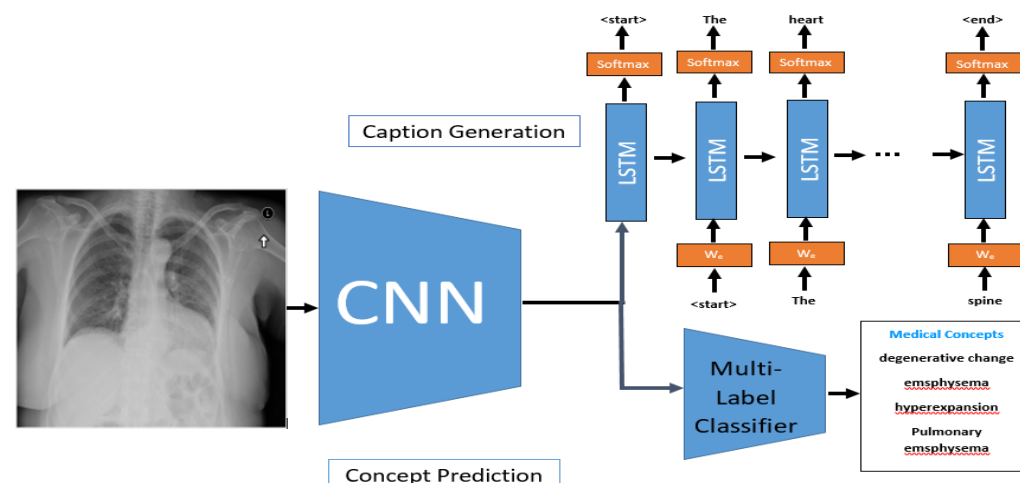 <start>
The
heart
<end>
Softmax
Softmax
Softmax
Softmax
Caption Generation
LSTM
LSTM
LSTM
...
LSTM
L
CNN
Wₑ
Wₑ
Wₑ
<start>
The
spine
Multi-
Label
Classifier
Medical Concepts
degenerative change
emsphysema
hyperexpansion
Pulmonary
emsphysema
Concept Prediction